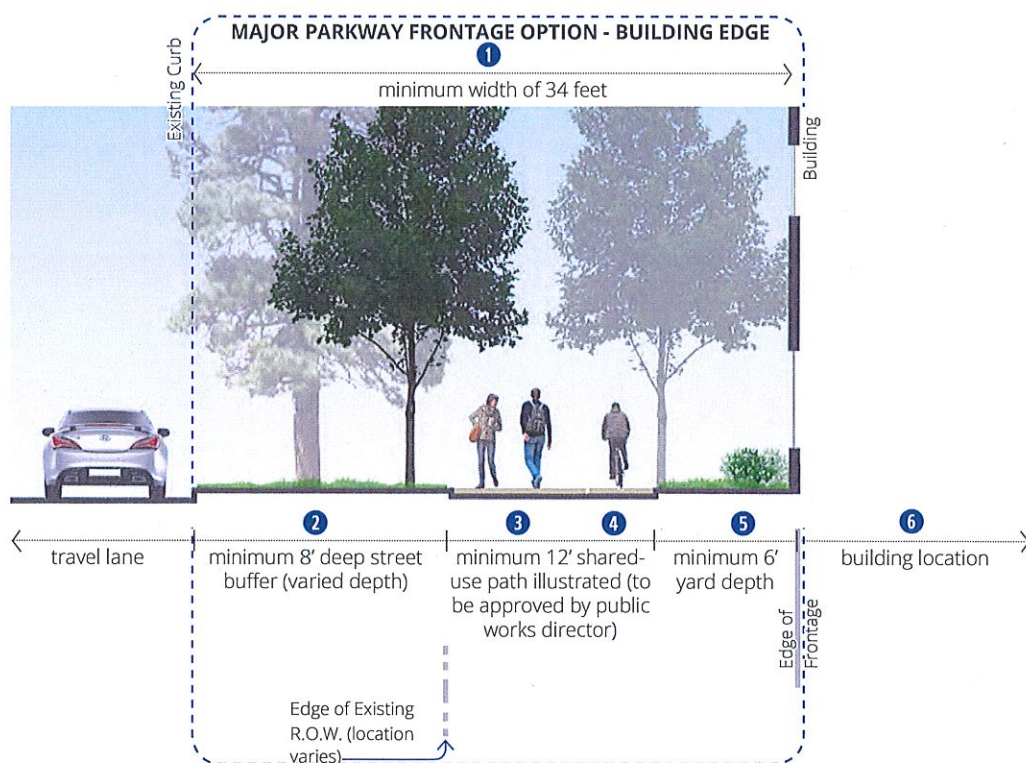 MAJOR PARKWAY FRONTAGE OPTION - BUILDING EDGE
1
minimum width of 34 feet
Existing Curb
Building
2
3
4
5
6
travel lane
minimum 8' deep street
buffer (varied depth)
minimum 12' shared-
use path illustrated (to
be approved by public
works director)
minimum 6'
yard depth
building location
Edge of
Frontage
Edge of Existing
R.O.W. (location
varies)